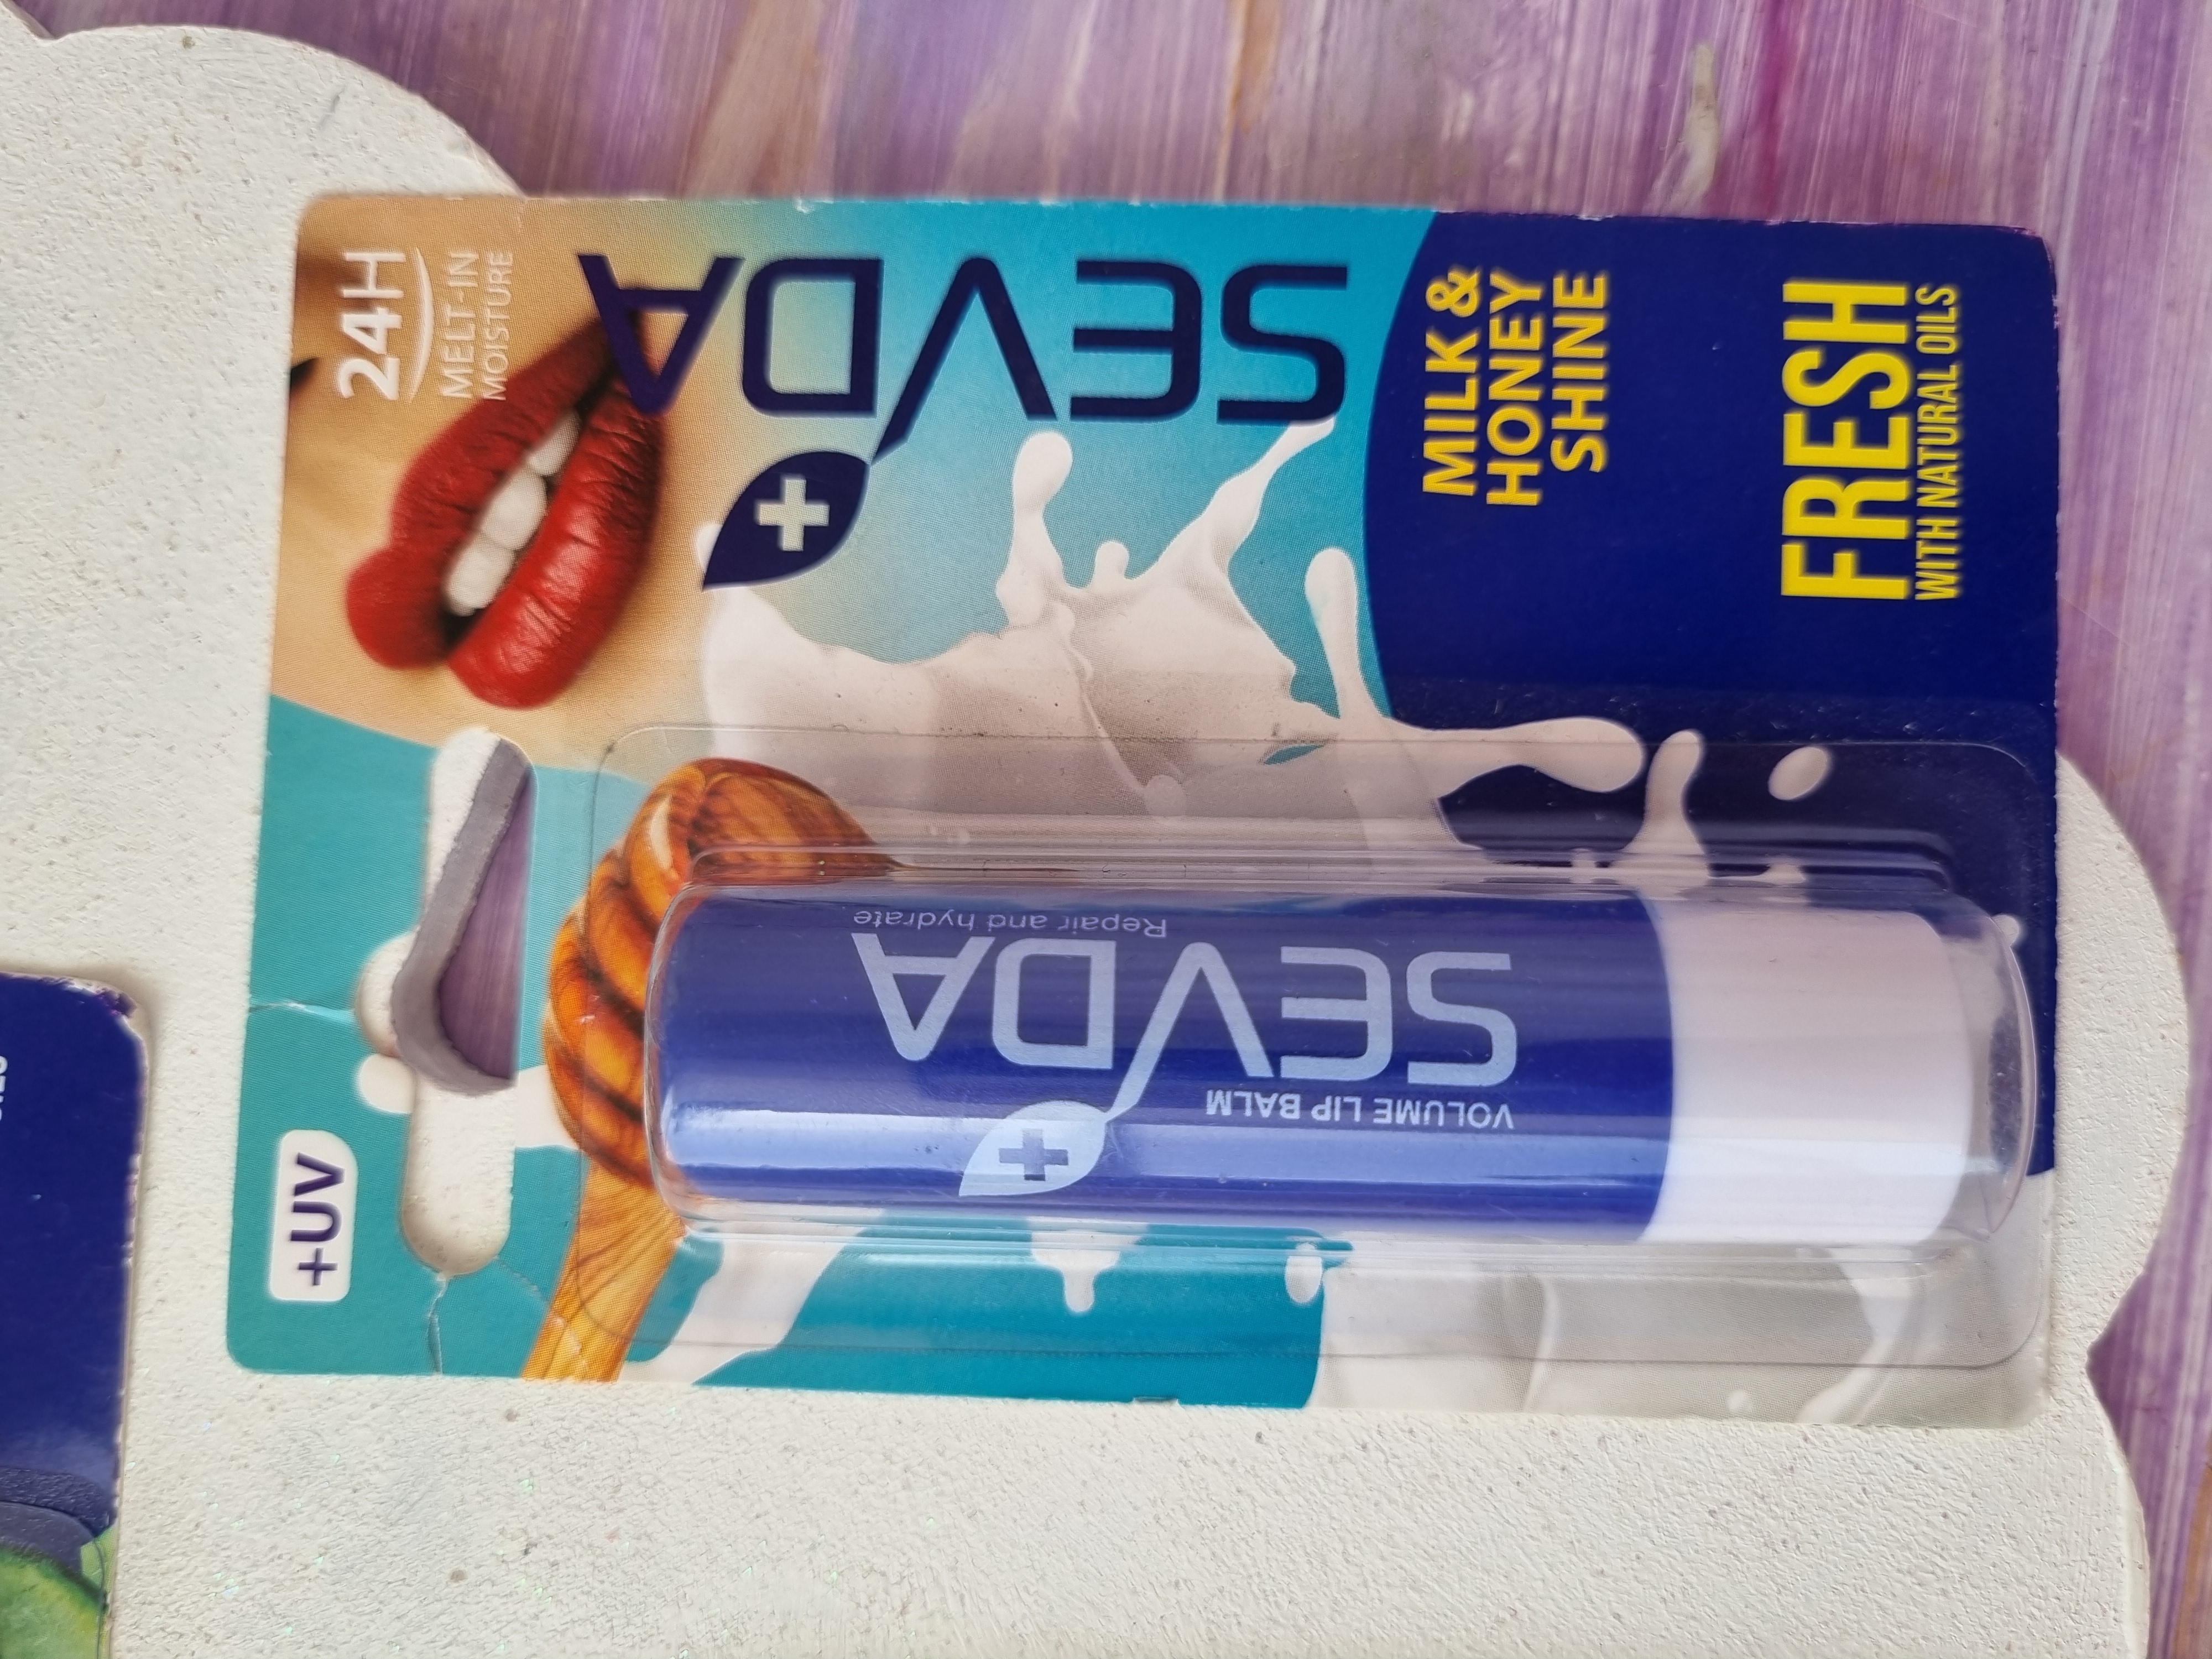 24H
MELT-IN
MOISTURE
+UV
SEVDA
MILK &
HONEY
SHINE
FRESH
WITH NATURAL OILS
VOLUME LIP BALM
SEVDA
Repair and hydrate